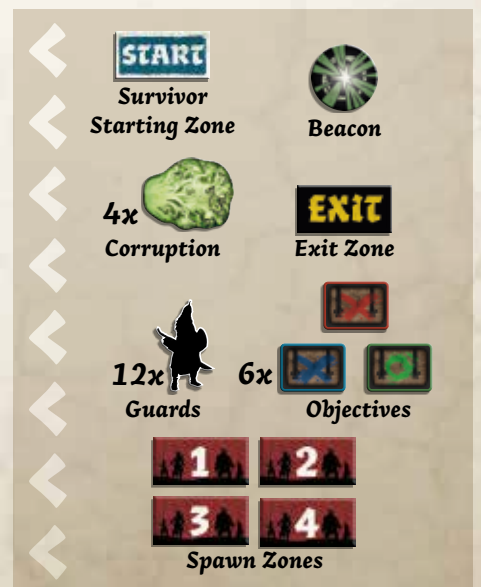 START
Survivor
Starting Zone
Beacon
4x
Corruption
EXIT
Exit Zone
12x
Guards
6x
Objectives
1 2
3 4
Spawn Zones